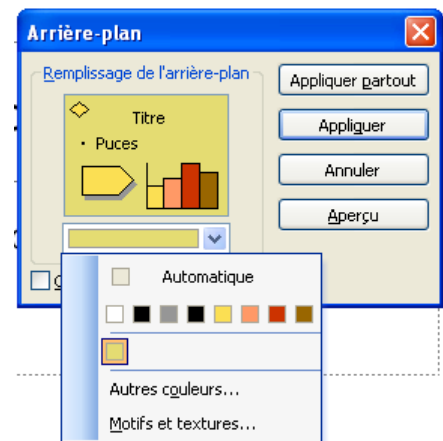 Arrière-plan
Remplissage de l'arrière-plan
Appliquer partout
Titre
• Puces
Appliquer
Annuler
Aperçu
Automatique
Autres couleurs...
Motifs et textures...